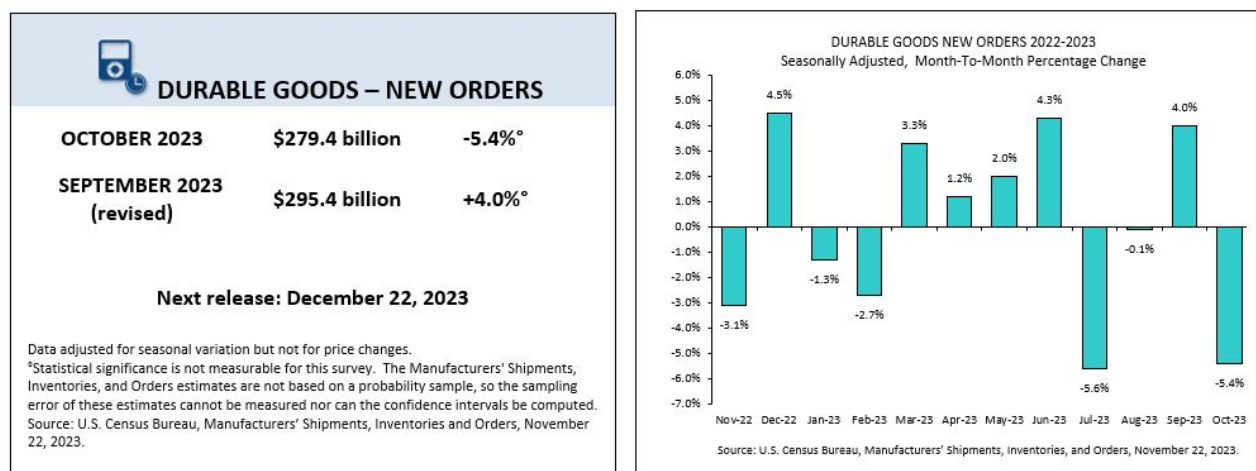 DURABLE GOODS – NEW ORDERS
OCTOBER 2023 $279.4 billion -5.4%°
SEPTEMBER 2023
(revised) $295.4 billion +4.0%°
Next release: December 22, 2023
Data adjusted for seasonal variation but not for price changes.
°Statistical significance is not measurable for this survey. The Manufacturers' Shipments,
Inventories, and Orders estimates are not based on a probability sample, so the sampling
error of these estimates cannot be measured nor can the confidence intervals be computed.
Source: U.S. Census Bureau, Manufacturers' Shipments, Inventories and Orders, November
22, 2023.
DURABLE GOODS NEW ORDERS 2022-2023
Seasonally Adjusted, Month-To-Month Percentage Change
6.0%
5.0%
4.0%
3.0%
2.0%
1.0%
0.0%
-1.0%
-2.0%
-3.0%
-4.0%
-5.0%
-6.0%
-7.0%
-3.1%
4.5%
-1.3%
-2.7%
3.3%
1.2%
2.0%
4.3%
-5.6%
-0.1%
4.0%
-5.4%
Nov-22 Dec-22 Jan-23 Feb-23 Mar-23 Apr-23 May-23 Jun-23 Jul-23 Aug-23 Sep-23 Oct-23
Source: U.S. Census Bureau, Manufacturers' Shipments, Inventories, and Orders, November 22, 2023.